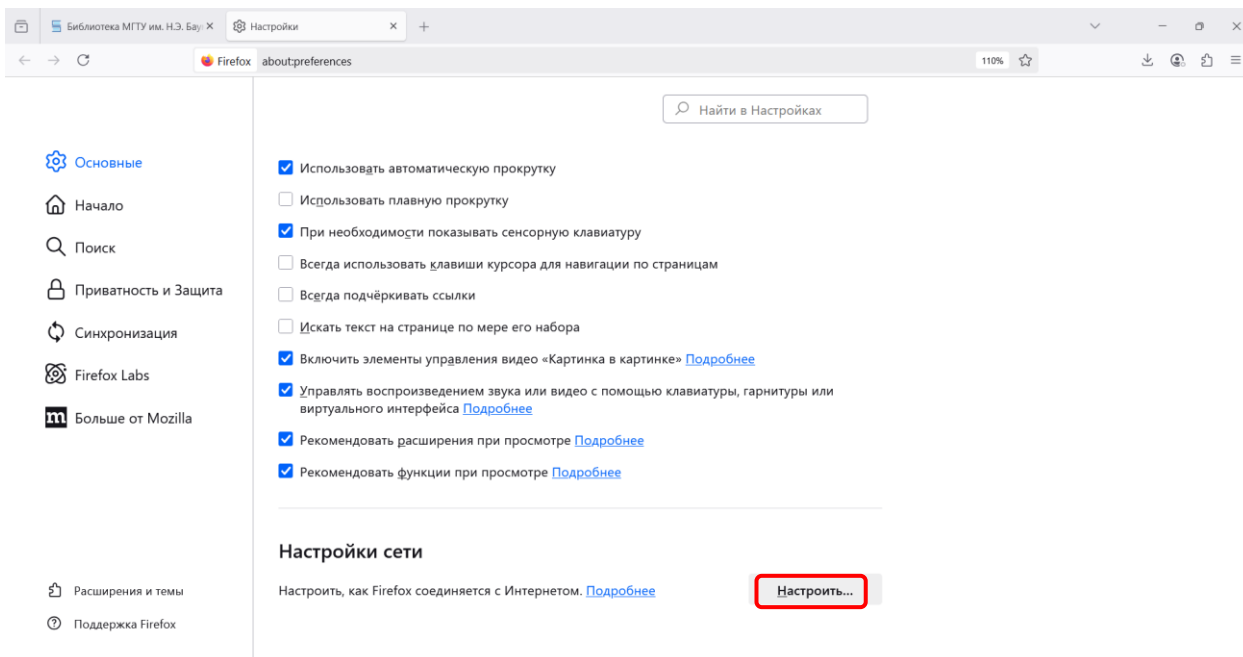 Библиотека МГТУ им. Н.Э. Бау
Настройки
Firefox about:preferences 110%
Найти в Настройках
Основные
Начало
Поиск
Приватность и Защита
Синхронизация
Firefox Labs
Больше от Mozilla
Расширения и темы
Поддержка Firefox
Использовать автоматическую прокрутку
Использовать плавную прокрутку
При необходимости показывать сенсорную клавиатуру
Всегда использовать клавиши курсора для навигации по страницам
Всегда подчёркивать ссылки
Искать текст на странице по мере его набора
Включить элементы управления видео «Картинка в картинке» Подробнее
Управлять воспроизведением звука или видео с помощью клавиатуры, гарнитуры или
виртуального интерфейса Подробнее
Рекомендовать расширения при просмотре Подробнее
Рекомендовать функции при просмотре Подробнее
Настройки сети
Настроить, как Firefox соединяется с Интернетом. Подробнее
Настроить...